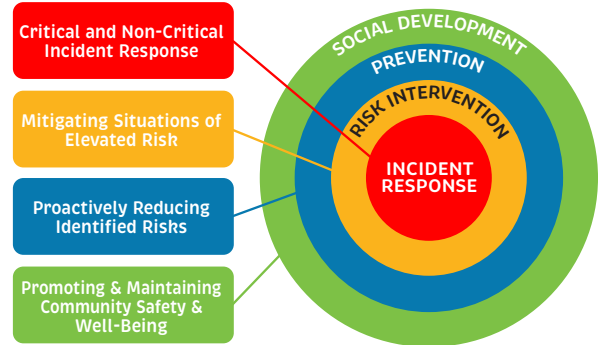 Critical and Non-Critical
Incident Response
Mitigating Situations of
Elevated Risk
Proactively Reducing
Identified Risks
Promoting & Maintaining
Community Safety &
Well-Being
SOCIAL DEVELOPMENT
PREVENTION
RISK INTERVENTION
INCIDENT
RESPONSE